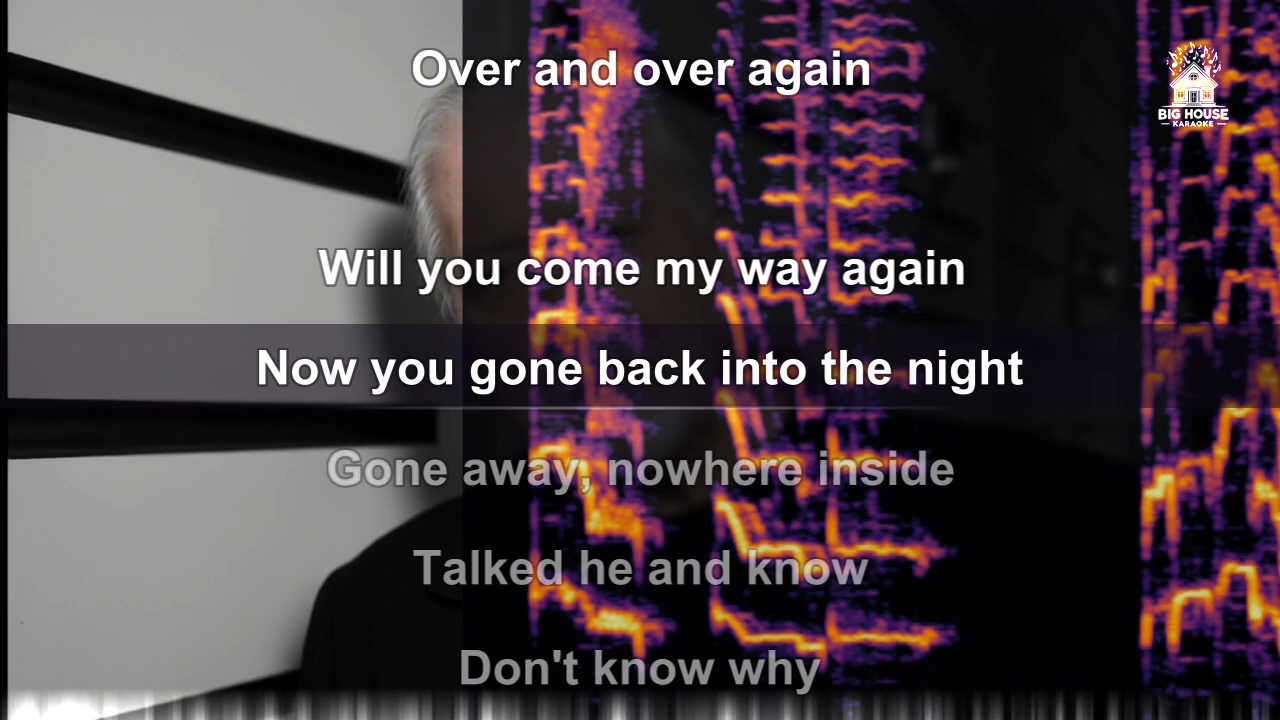 Over and over again
BIG HOUSE
KARAOKE
Will you come my way again
Now you gone back into the night
Gone away, nowhere inside
Talked he and know
Don't know why